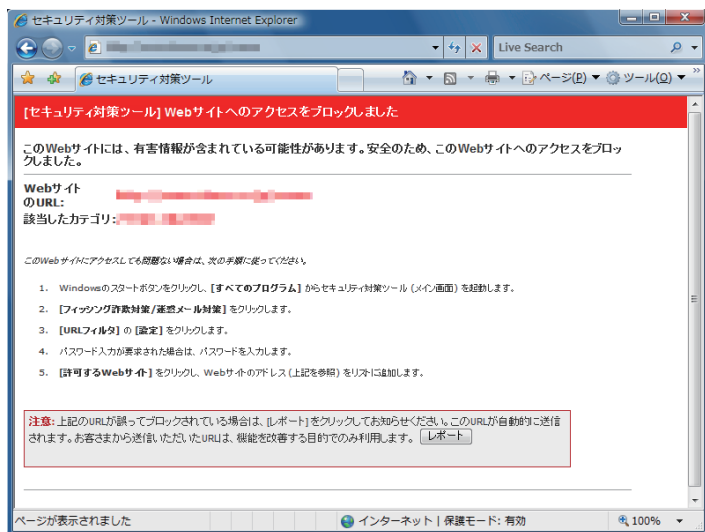 セキュリティ対策ツール - Windows Internet Explorer
Live Search
セキュリティ対策ツール
ページ(P) ツール(O)
[セキュリティ対策ツール] Webサイトへのアクセスをブロックしました
このWebサイトには、有害情報が含まれている可能性があります。安全のため、このWebサイトへのアクセスをブロッ
クしました。
Webサイト
のURL:
該当したカテゴリ:
このWebサイトにアクセスしても問題ない場合は、次の手順に従ってください。
1. Windowsのスタートボタンをクリックし、[すべてのプログラム] からセキュリティ対策ツール (メイン画面) を起動します。
2. [フィッシング詐欺対策/迷惑メール対策] をクリックします。
3. [URLフィルタ] の [設定] をクリックします。
4. パスワード入力が要求された場合は、パスワードを入力します。
5. [許可するWebサイト] をクリックし、Webサイトのアドレス (上記を参照) をリストに追加します。
注意: 上記のURLが誤ってブロックされている場合は、[レポート] をクリックしてお知らせください。このURLが自動的に送信
されます。お客さまから送信いただいたURLは、機能を改善する目的でのみ利用します。 レポート
ページが表示されました インターネット | 保護モード: 有効 100%